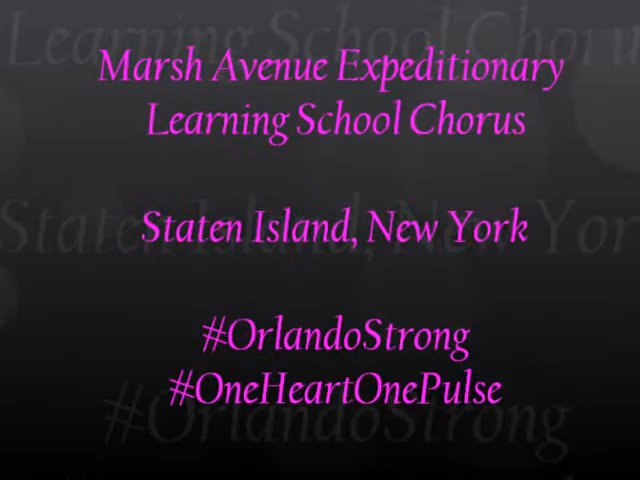 Marsh Avenue Expeditionary
Learning School Chorus
Staten Island, New York
#OrlandoStrong
#OneHeartOnePulse